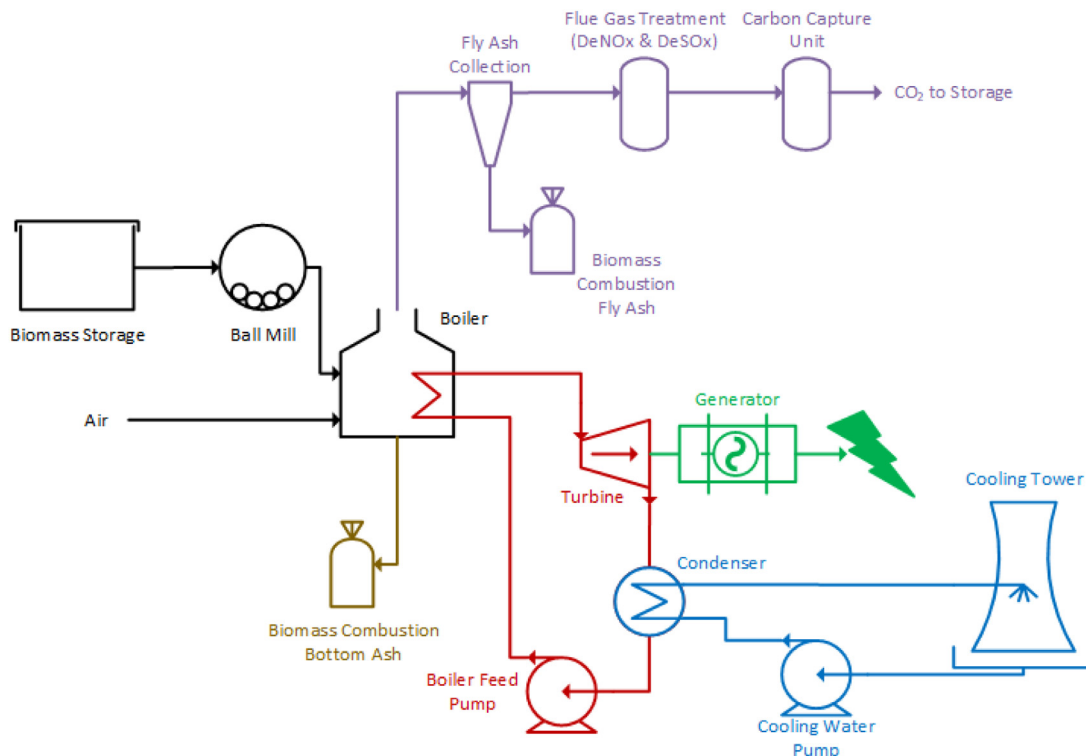 Flue Gas Treatment
(DeNOx & DeSOx)
Carbon Capture
Unit
Fly Ash
Collection
CO₂ to Storage
Biomass
Combustion
Fly Ash
Biomass Storage
Ball Mill
Boiler
Air
Generator
Turbine
Cooling Tower
Condenser
Biomass Combustion
Bottom Ash
Boiler Feed
Pump
Cooling Water
Pump